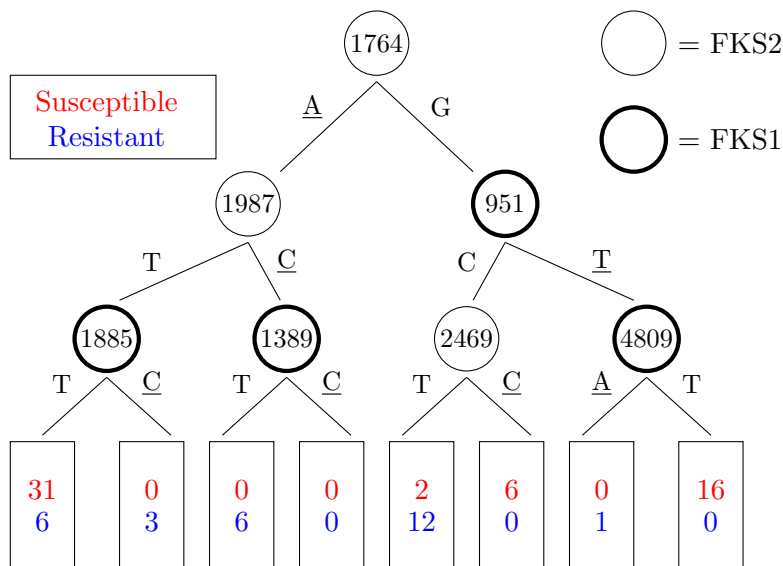 1764
= FKS2
Susceptible
Resistant
A
G
= FKS1
1987
951
T
C
C
T
1885
1389
2469
4809
T
C
T
C
T
C
A
T
31
0
0
0
2
6
0
16
6
3
6
0
12
0
1
0